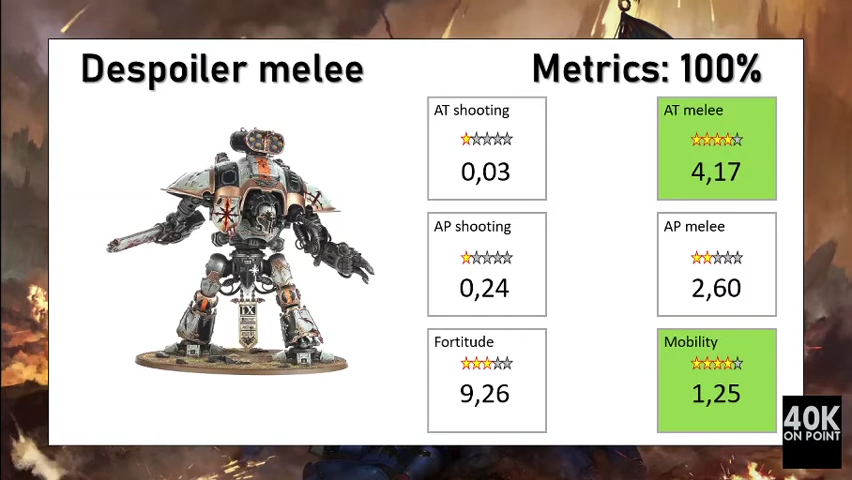 Despoiler melee
Metrics: 100%
AT shooting
0,03
AT melee
4,17
AP shooting
0,24
AP melee
2,60
Fortitude
9,26
Mobility
1,25
IX
40K
ON POINT